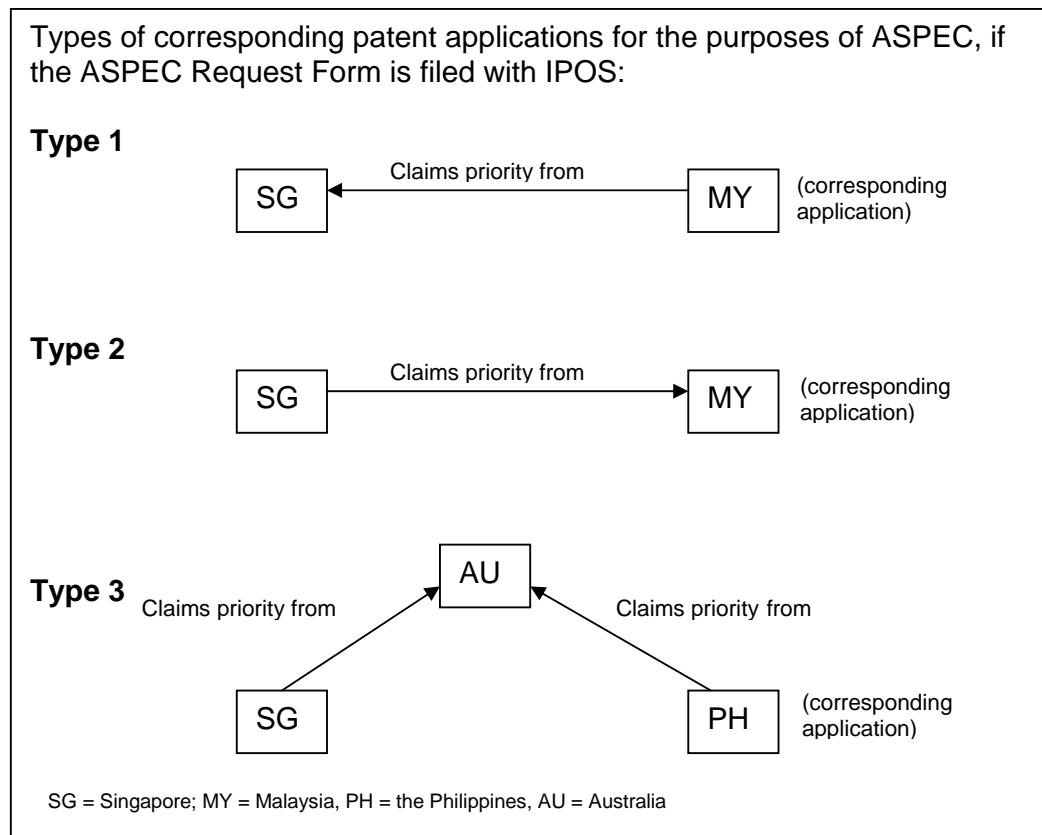 Types of corresponding patent applications for the purposes of ASPEC, if
the ASPEC Request Form is filed with IPOS:
Type 1
Claims priority from
SG
MY
(corresponding
application)
Type 2
Claims priority from
SG
MY
(corresponding
application)
Type 3
AU
Claims priority from
Claims priority from
SG
PH
(corresponding
application)
SG = Singapore; MY = Malaysia, PH = the Philippines, AU = Australia